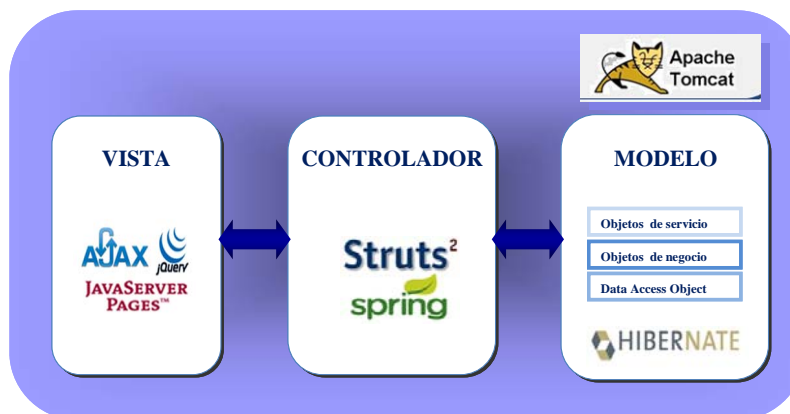 Apache
Tomcat
VISTA
AJAX
jQuery
JAVASERVER
PAGES™
CONTROLADOR
Struts²
spring
MODELO
Objetos de servicio
Objetos de negocio
Data Access Object
HIBERNATE